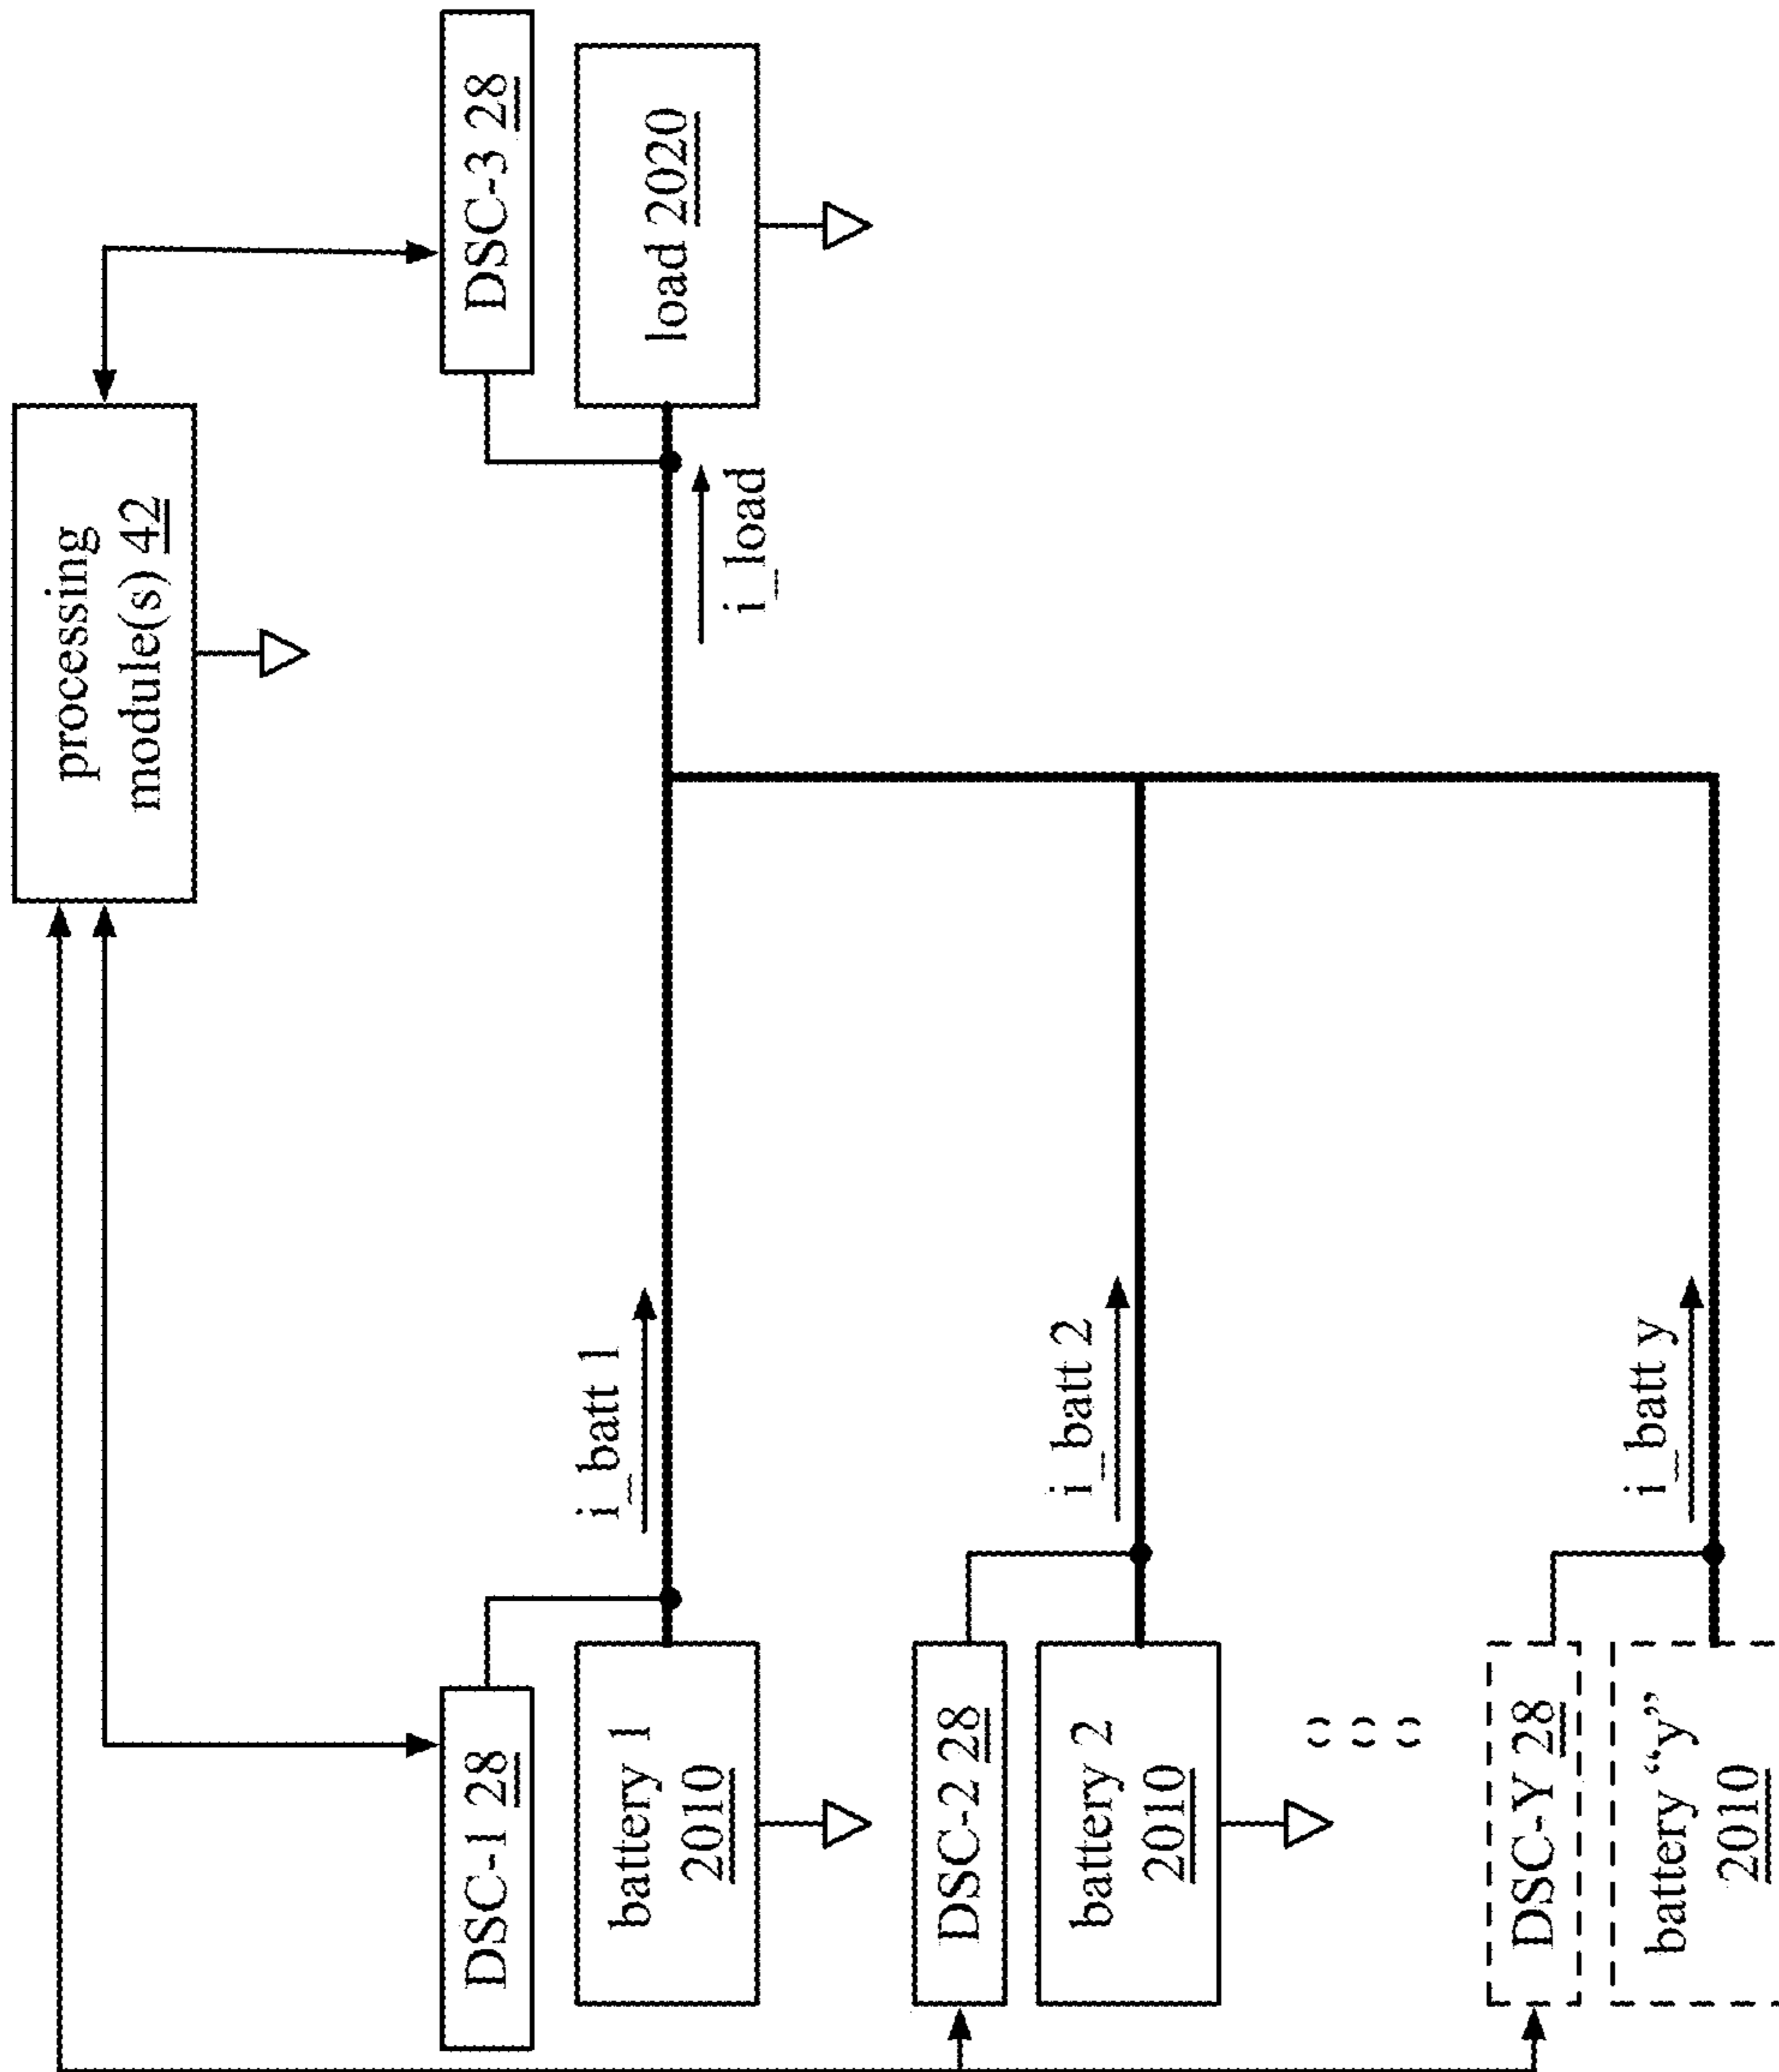 processing
module(s) 42
DSC-1 28
battery 1
2010
i_batt 1
DSC-3 28
load 2020
i_load
DSC-2 28
battery 2
2010
i_batt 2
DSC-Y 28
battery “y”
2010
i_batt y